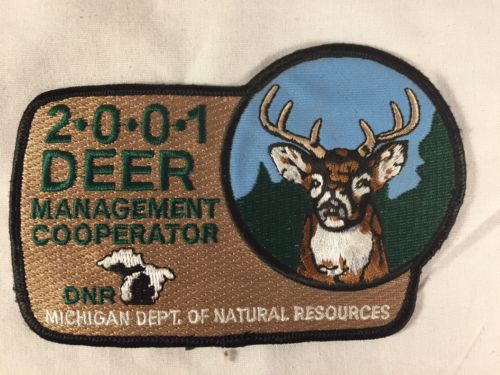 2·0·0·1
DEER
MANAGEMENT
COOPERATOR
DNR
MICHIGAN DEPT. OF NATURAL RESOURCES